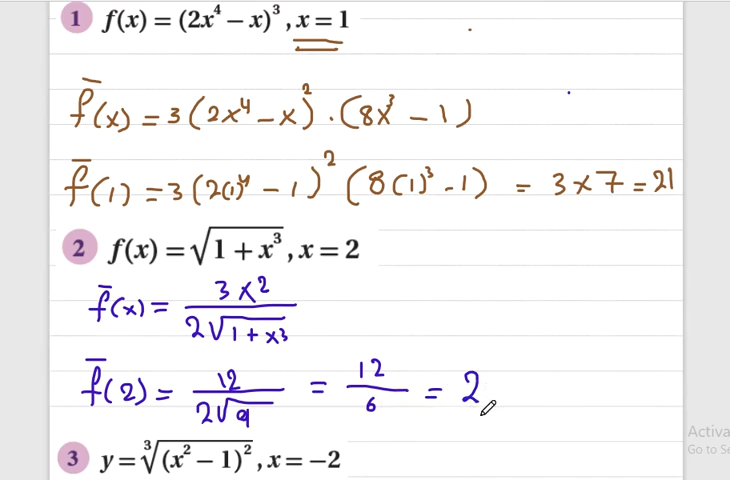 1 f(x) = (2x⁴ − x)³, x = 1
f̄(x) = 3(2x⁴ − x)² · (8x³ − 1)
f̄(1) = 3(2(1)⁴ − 1)² (8(1)³ − 1) = 3 × 7 = 21
2 f(x) = √(1 + x³), x = 2
f̄(x) = 3x² / 2√(1 + x³)
f̄(2) = 12 / 2√9 = 12 / 6 = 2
3 y = ∛((x² − 1)²), x = −2
Activa
Go to Se